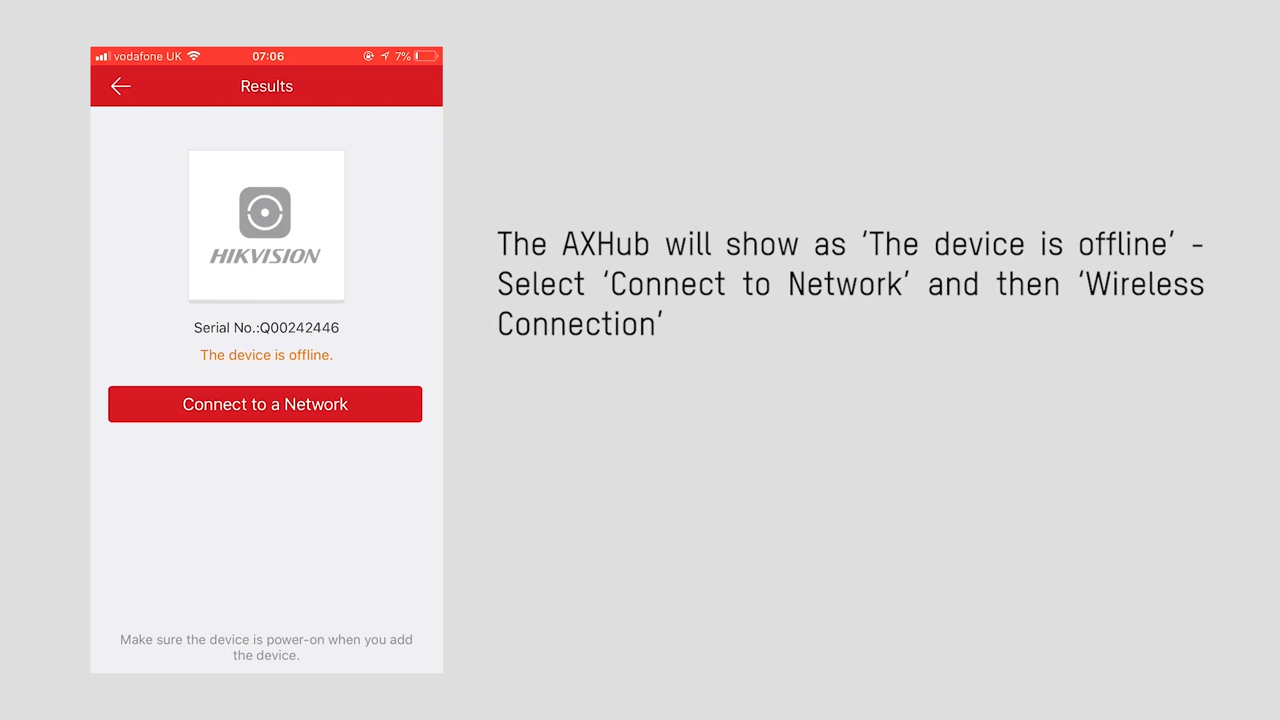 vodafone UK 07:06 7%
Results
HIKVISION
Serial No.:Q00242446
The device is offline.
Connect to a Network
Make sure the device is power-on when you add
the device.
The AXHub will show as ‘The device is offline’ -
Select ‘Connect to Network’ and then ‘Wireless
Connection’